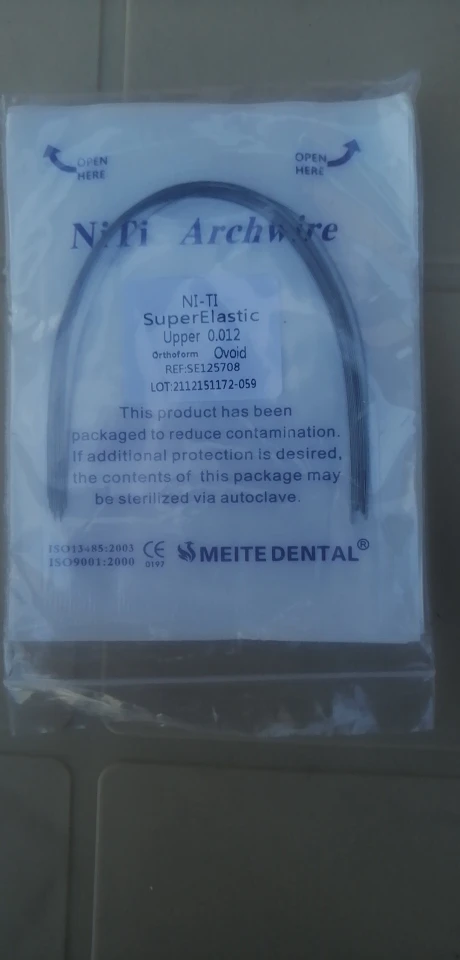 OPEN
HERE
OPEN
HERE
NiTi Archwire
NI-TI
SuperElastic
Upper 0.012
Orthoform Ovoid
REF:SE125708
LOT:2112151172-059
This product has been
packaged to reduce contamination.
If additional protection is desired,
the contents of this package may
be sterilized via autoclave.
ISO13485:2003
ISO9001:2000
CE
0197
MEITE DENTAL®